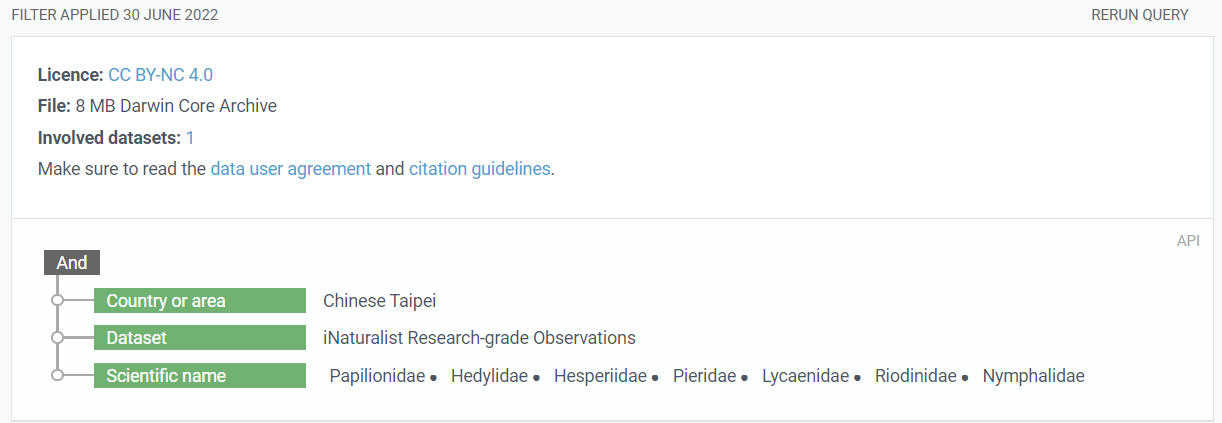 FILTER APPLIED 30 JUNE 2022 RERUN QUERY
Licence: CC BY-NC 4.0
File: 8 MB Darwin Core Archive
Involved datasets: 1
Make sure to read the data user agreement and citation guidelines.
API
And
Country or area Chinese Taipei
Dataset iNaturalist Research-grade Observations
Scientific name Papilionidae • Hedylidae • Hesperiidae • Pieridae • Lycaenidae • Riodinidae • Nymphalidae